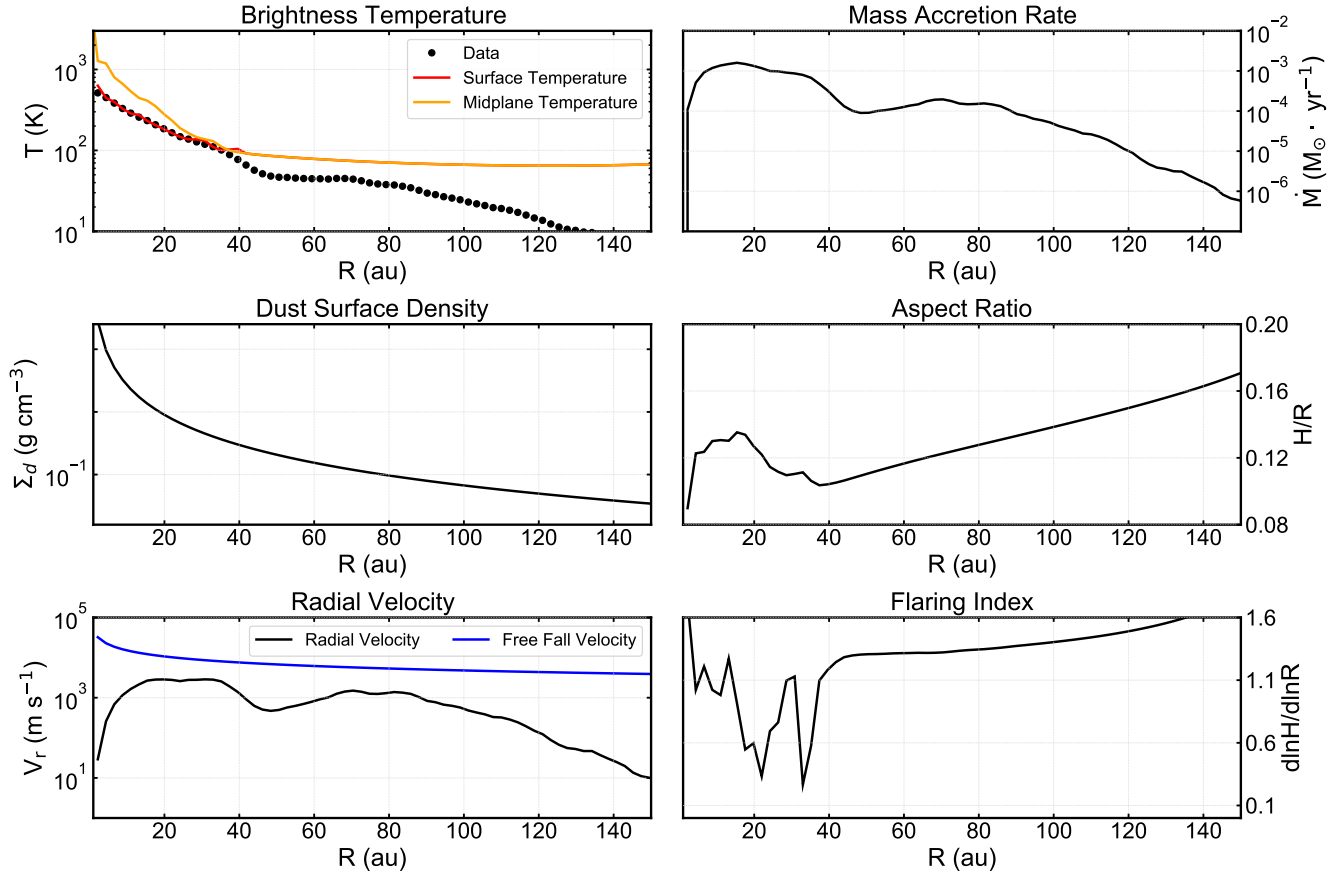 Brightness Temperature
Mass Accretion Rate
T (K)
10³
10²
10¹
Data
Surface Temperature
Midplane Temperature
20 40 60 80 100 120 140
R (au)
10⁻²
10⁻³
10⁻⁴
10⁻⁵
10⁻⁶
Ṁ (M⊙ · yr⁻¹)
20 40 60 80 100 120 140
R (au)
Dust Surface Density
Aspect Ratio
Σd (g cm⁻³)
10⁻¹
20 40 60 80 100 120 140
R (au)
0.20
0.16
0.12
0.08
H/R
20 40 60 80 100 120 140
R (au)
Radial Velocity
Flaring Index
Vr (m s⁻¹)
10⁵
10³
10¹
Radial Velocity
Free Fall Velocity
20 40 60 80 100 120 140
R (au)
1.6
1.1
0.6
0.1
dlnH/dlnR
20 40 60 80 100 120 140
R (au)